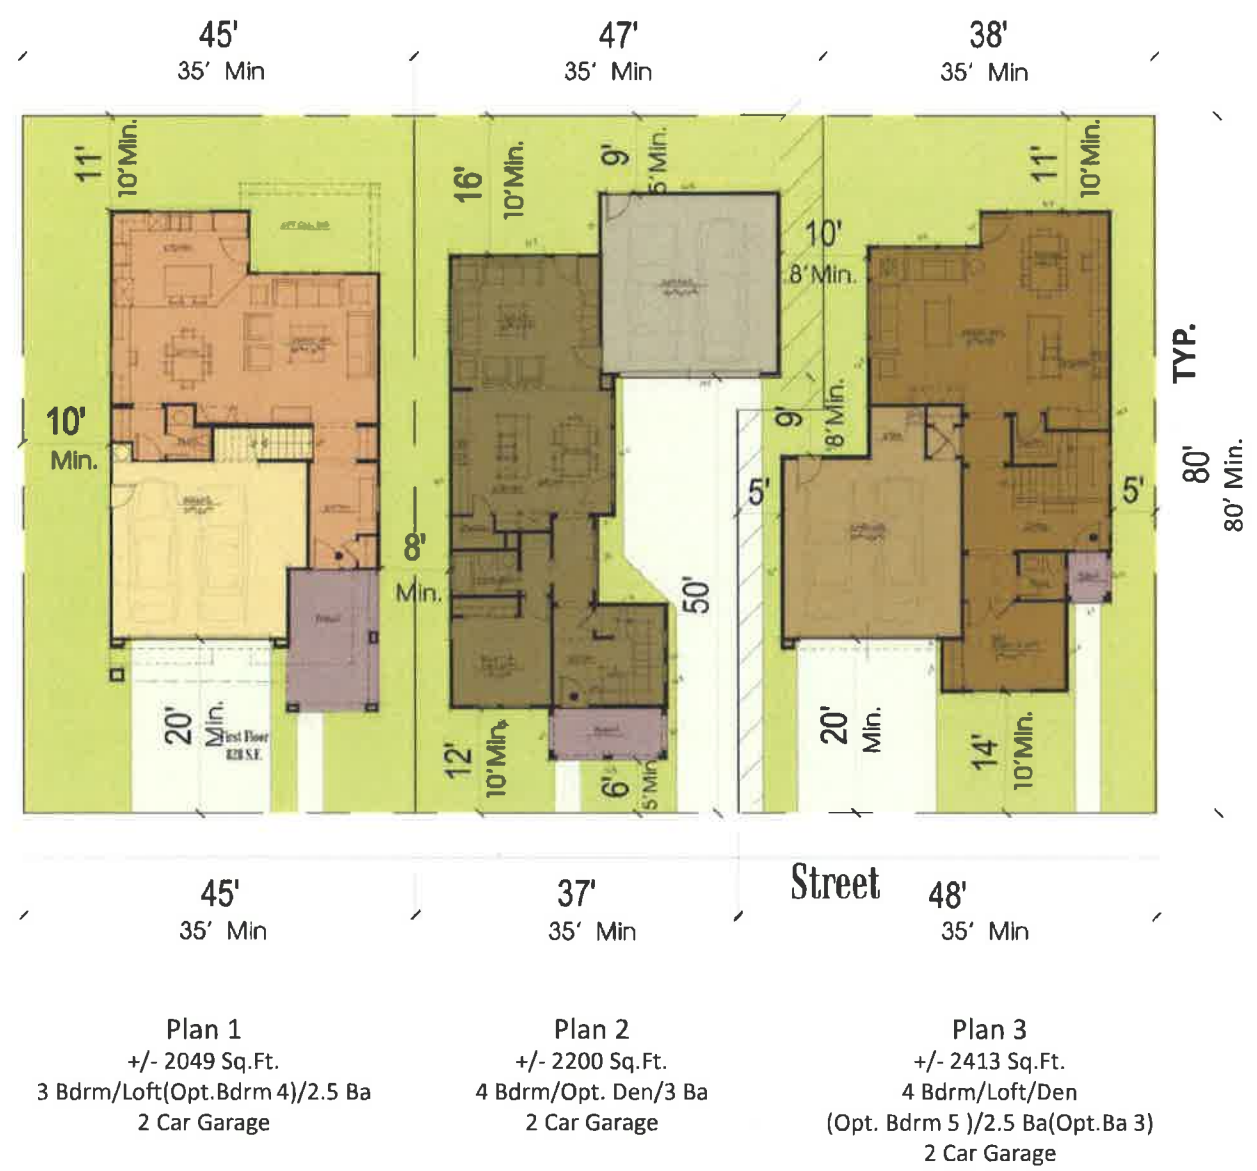 45'
35' Min
47'
35' Min
38'
35' Min
11'
10'Min.
16'
10'Min.
9'
5'Min.
11'
10'Min.
10'
8'Min.
TYP.
80'
80' Min.
10'
Min.
9'
8'Min.
5'
5'
8'
Min.
50'
20'
Min.
First Floor
828 S.F.
12'
10'Min.
6'
5'Min
20'
Min.
14'
10'Min.
Street
45'
35' Min
37'
35' Min
48'
35' Min
Plan 1
+/- 2049 Sq.Ft.
3 Bdrm/Loft(Opt.Bdrm 4)/2.5 Ba
2 Car Garage
Plan 2
+/- 2200 Sq.Ft.
4 Bdrm/Opt. Den/3 Ba
2 Car Garage
Plan 3
+/- 2413 Sq.Ft.
4 Bdrm/Loft/Den
(Opt. Bdrm 5 )/2.5 Ba(Opt.Ba 3)
2 Car Garage